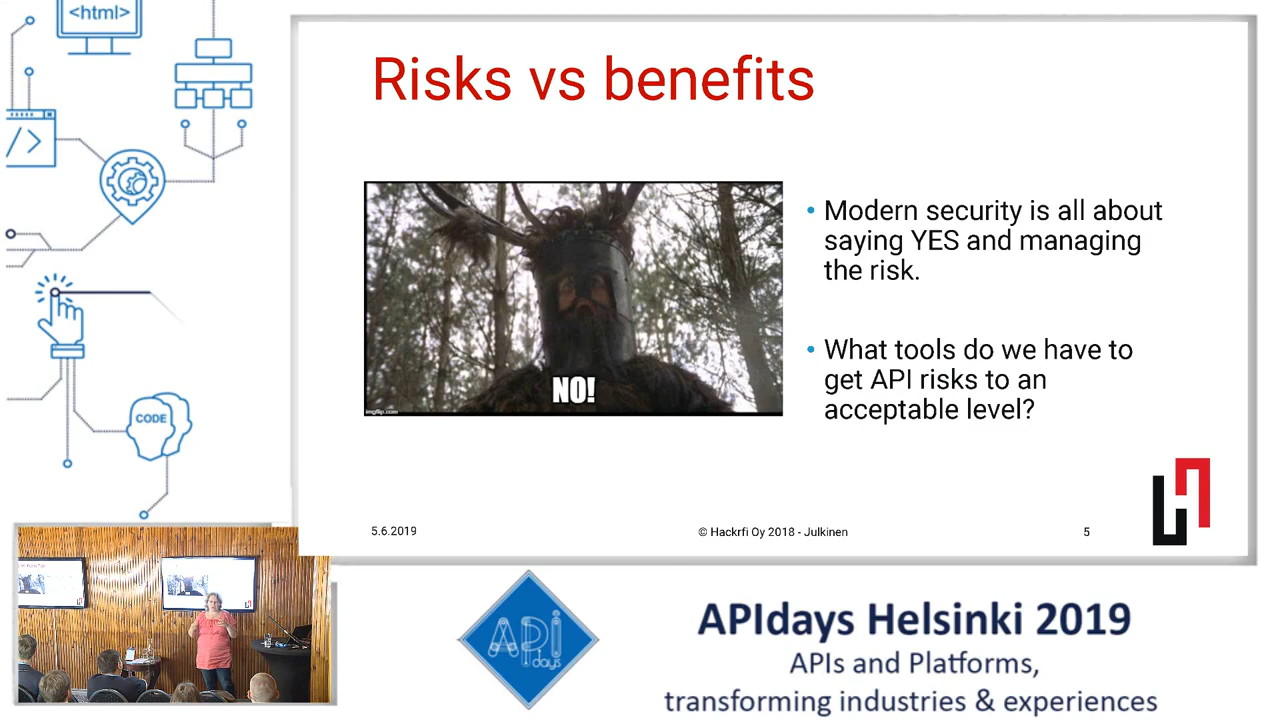 <html>
Risks vs benefits
</>
• Modern security is all about
saying YES and managing
the risk.
NO!
imgflip.com
• What tools do we have to
get API risks to an
acceptable level?
CODE
5.6.2019
© Hackrfi Oy 2018 - Julkinen
5
API
days
APIdays Helsinki 2019
APIs and Platforms,
transforming industries & experiences